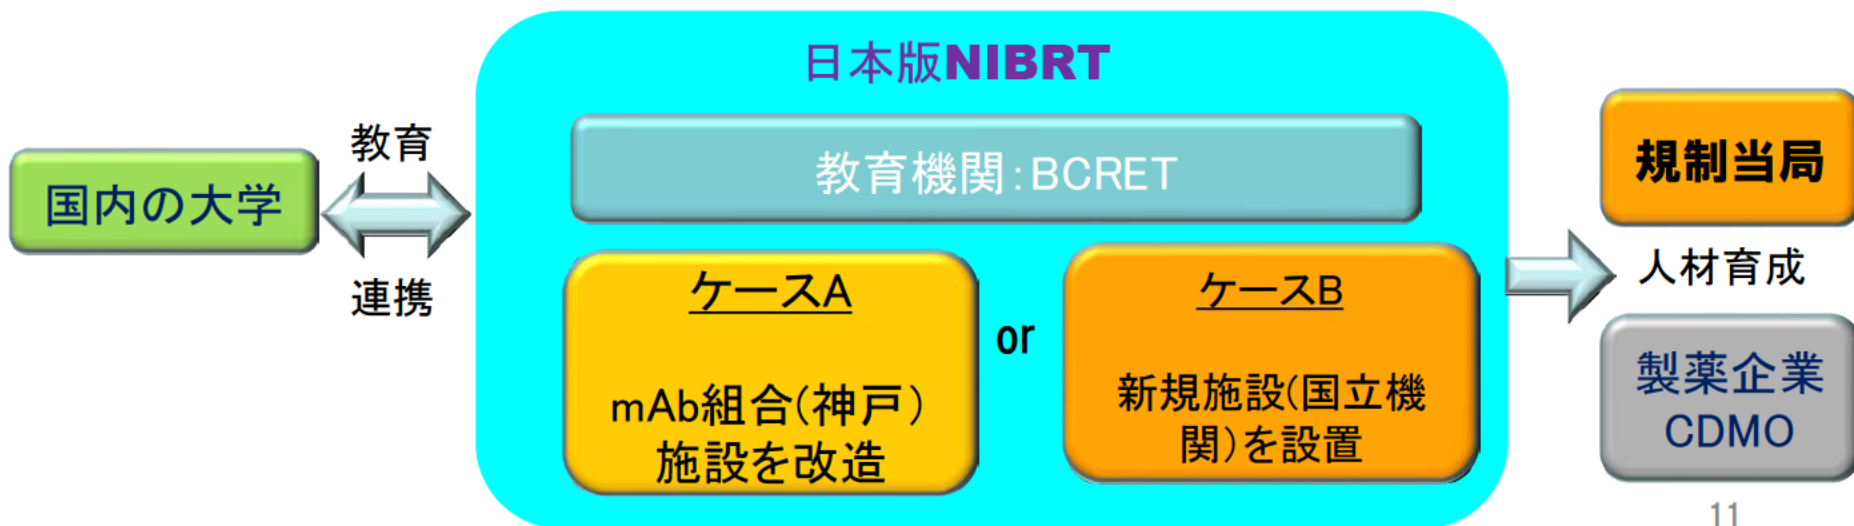 日本版NIBRT
教育機関:BCRET
国内の大学
教育
連携
ケースA
mAb組合(神戸)
施設を改造
or
ケースB
新規施設(国立機
関)を設置
規制当局
人材育成
製薬企業
CDMO
11